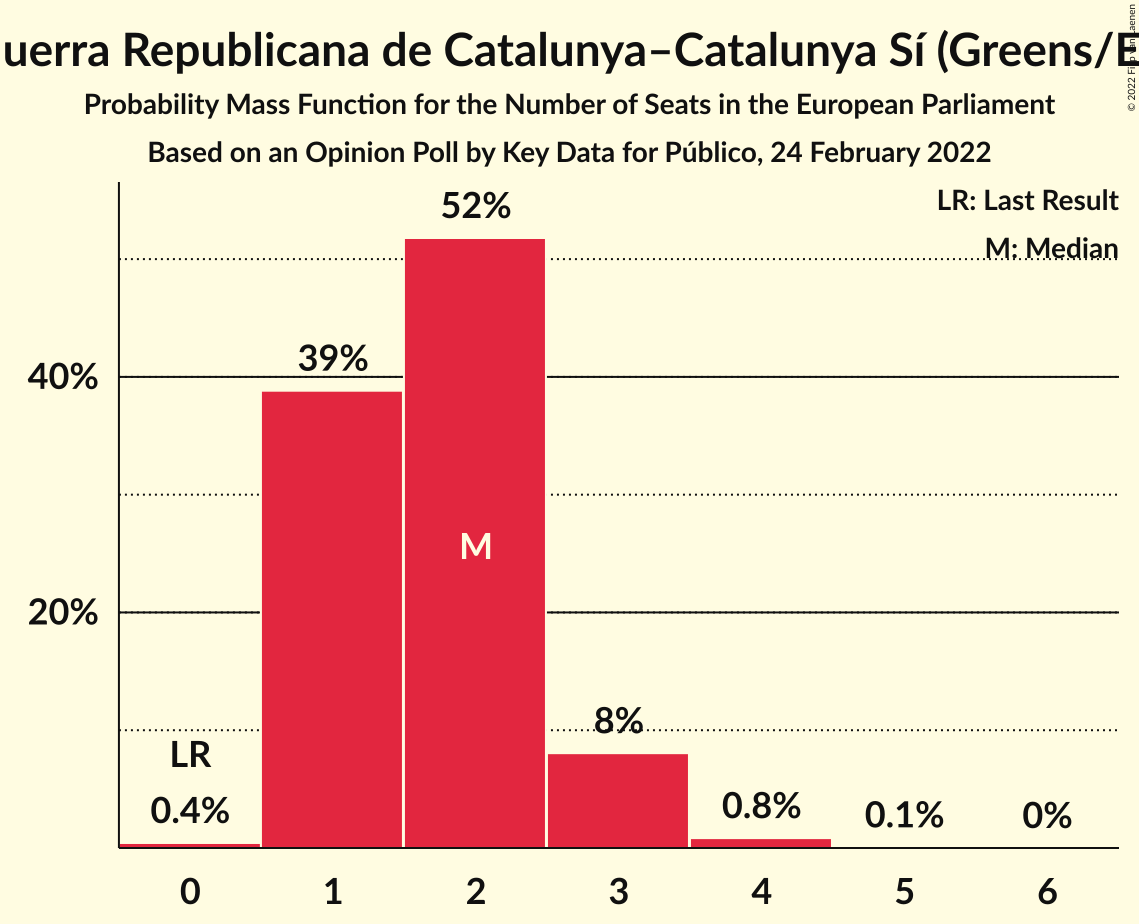 uerra Republicana de Catalunya–Catalunya Sí (Greens/E
Probability Mass Function for the Number of Seats in the European Parliament
Based on an Opinion Poll by Key Data for Público, 24 February 2022
LR: Last Result
M: Median
52%
39%
40%
M
20%
8%
LR
0.4%
0.8%
0.1%
0%
0 1 2 3 4 5 6
© 2022